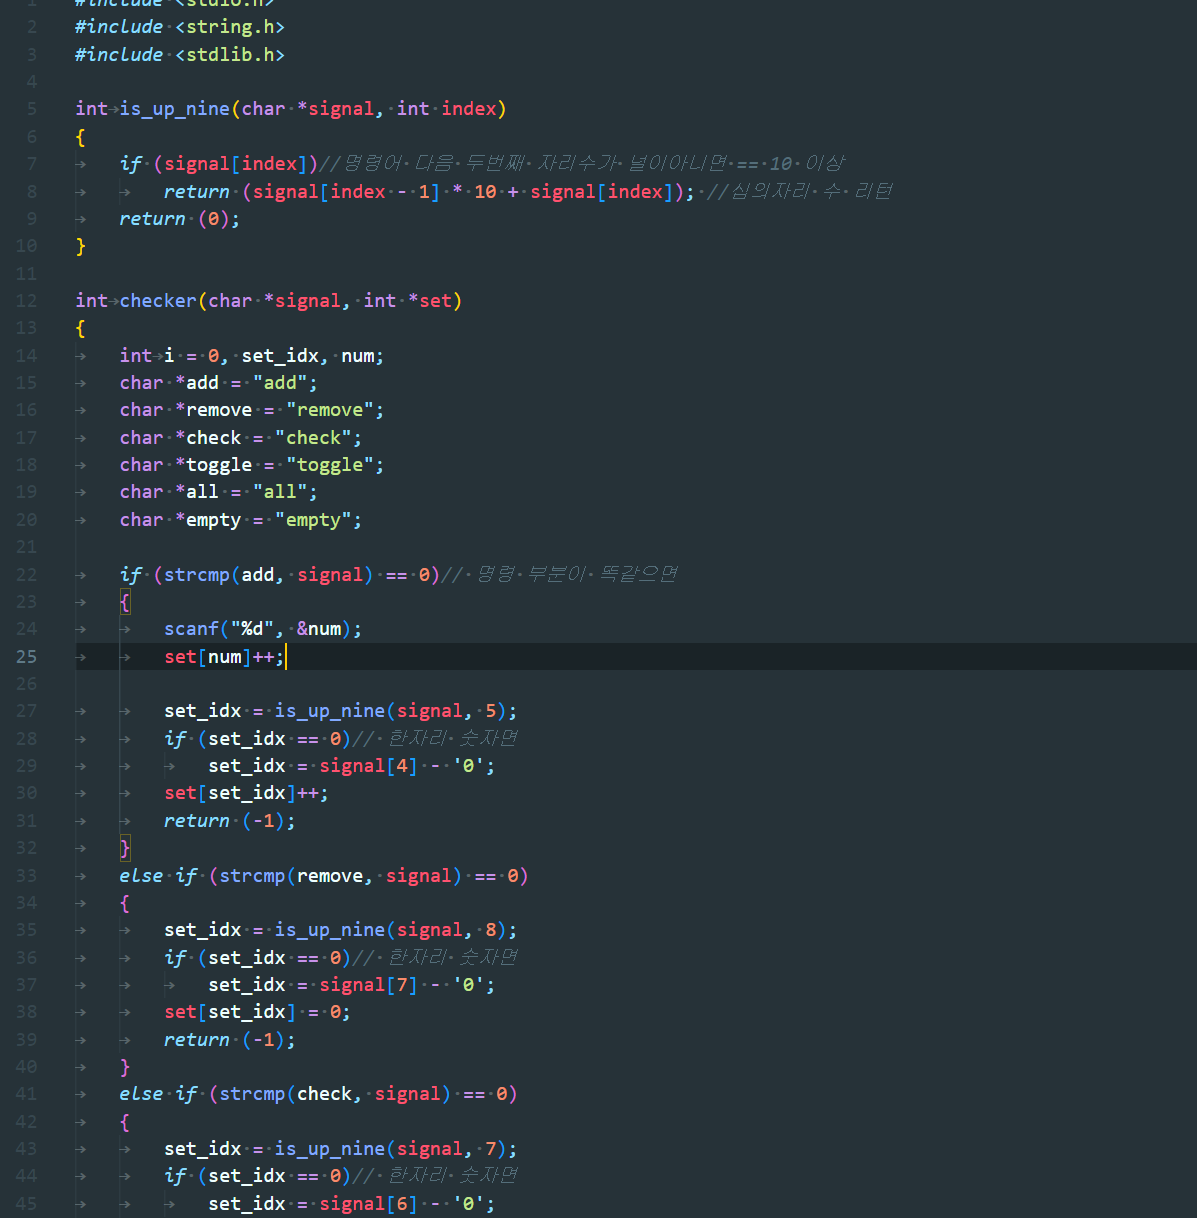 1 #include <stdio.h>
2 #include <string.h>
3 #include <stdlib.h>
4
5 int is_up_nine(char *signal, int index)
6 {
7 if (signal[index])//명령어 다음 두번째 자리수가 널이아니면 == 10 이상
8 return (signal[index - 1] * 10 + signal[index]); //십의자리 수 리턴
9 return (0);
10 }
11
12 int checker(char *signal, int *set)
13 {
14 int i = 0, set_idx, num;
15 char *add = "add";
16 char *remove = "remove";
17 char *check = "check";
18 char *toggle = "toggle";
19 char *all = "all";
20 char *empty = "empty";
21
22 if (strcmp(add, signal) == 0)// 명령 부분이 똑같으면
23 {
24 scanf("%d", &num);
25 set[num]++;
26
27 set_idx = is_up_nine(signal, 5);
28 if (set_idx == 0)// 한자리 숫자면
29 set_idx = signal[4] - '0';
30 set[set_idx]++;
31 return (-1);
32 }
33 else if (strcmp(remove, signal) == 0)
34 {
35 set_idx = is_up_nine(signal, 8);
36 if (set_idx == 0)// 한자리 숫자면
37 set_idx = signal[7] - '0';
38 set[set_idx] = 0;
39 return (-1);
40 }
41 else if (strcmp(check, signal) == 0)
42 {
43 set_idx = is_up_nine(signal, 7);
44 if (set_idx == 0)// 한자리 숫자면
45 set_idx = signal[6] - '0';